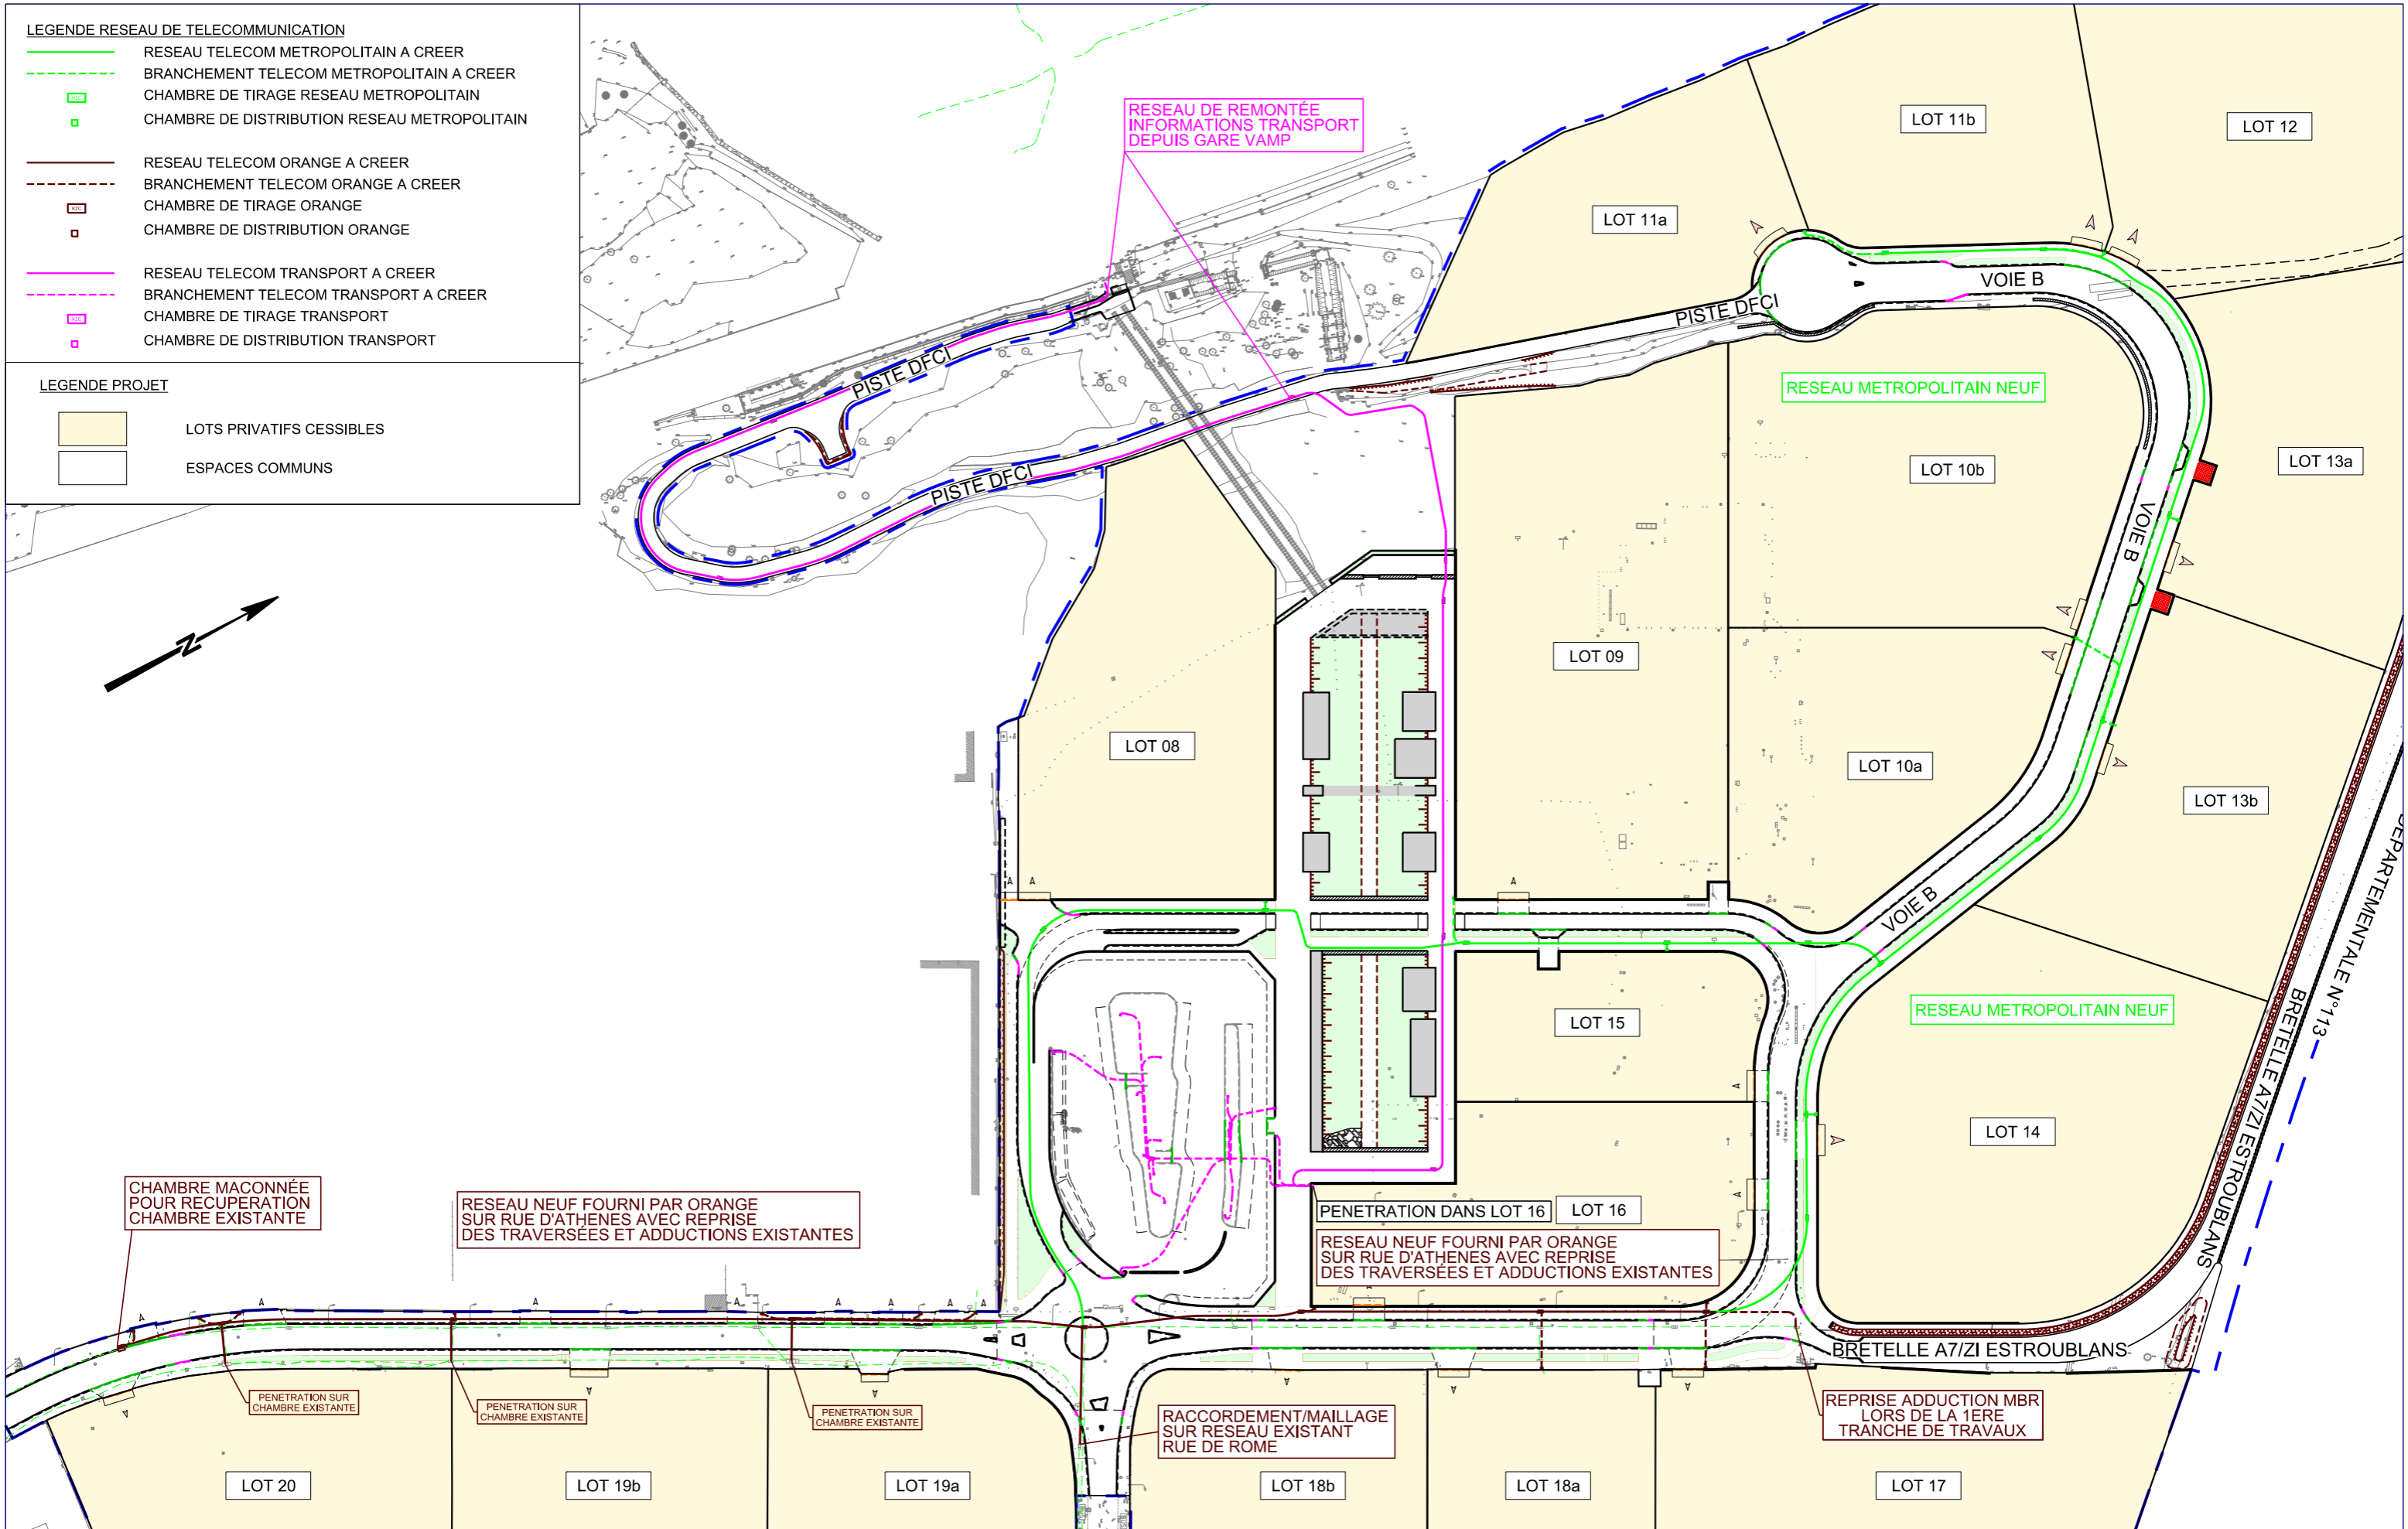 LEGENDE RESEAU DE TELECOMMUNICATION
RESEAU TELECOM METROPOLITAIN A CREER
BRANCHEMENT TELECOM METROPOLITAIN A CREER
CHAMBRE DE TIRAGE RESEAU METROPOLITAIN
CHAMBRE DE DISTRIBUTION RESEAU METROPOLITAIN
RESEAU TELECOM ORANGE A CREER
BRANCHEMENT TELECOM ORANGE A CREER
CHAMBRE DE TIRAGE ORANGE
CHAMBRE DE DISTRIBUTION ORANGE
RESEAU TELECOM TRANSPORT A CREER
BRANCHEMENT TELECOM TRANSPORT A CREER
CHAMBRE DE TIRAGE TRANSPORT
CHAMBRE DE DISTRIBUTION TRANSPORT
LEGENDE PROJET
LOTS PRIVATIFS CESSIBLES
ESPACES COMMUNS
RESEAU DE REMONTÉE
INFORMATIONS TRANSPORT
DEPUIS GARE VAMP
LOT 11b
LOT 12
LOT 11a
VOIE B
PISTE DFCI
PISTE DFCI
PISTE DFCI
RESEAU METROPOLITAIN NEUF
LOT 10b
LOT 13a
VOIE B
N
LOT 09
LOT 08
LOT 10a
LOT 13b
VOIE B
DEPARTEMENTALE N°113
BRETELLE A7/ZI ESTROUBLANS
RESEAU METROPOLITAIN NEUF
LOT 15
LOT 14
CHAMBRE MACONNÉE
POUR RECUPERATION
CHAMBRE EXISTANTE
RESEAU NEUF FOURNI PAR ORANGE
SUR RUE D'ATHENES AVEC REPRISE
DES TRAVERSÉES ET ADDUCTIONS EXISTANTES
PENETRATION DANS LOT 16
LOT 16
RESEAU NEUF FOURNI PAR ORANGE
SUR RUE D'ATHENES AVEC REPRISE
DES TRAVERSÉES ET ADDUCTIONS EXISTANTES
BRETELLE A7/ZI ESTROUBLANS
PENETRATION SUR
CHAMBRE EXISTANTE
PENETRATION SUR
CHAMBRE EXISTANTE
PENETRATION SUR
CHAMBRE EXISTANTE
RACCORDEMENT/MAILLAGE
SUR RESEAU EXISTANT
RUE DE ROME
REPRISE ADDUCTION MBR
LORS DE LA 1ERE
TRANCHE DE TRAVAUX
LOT 20
LOT 19b
LOT 19a
LOT 18b
LOT 18a
LOT 17